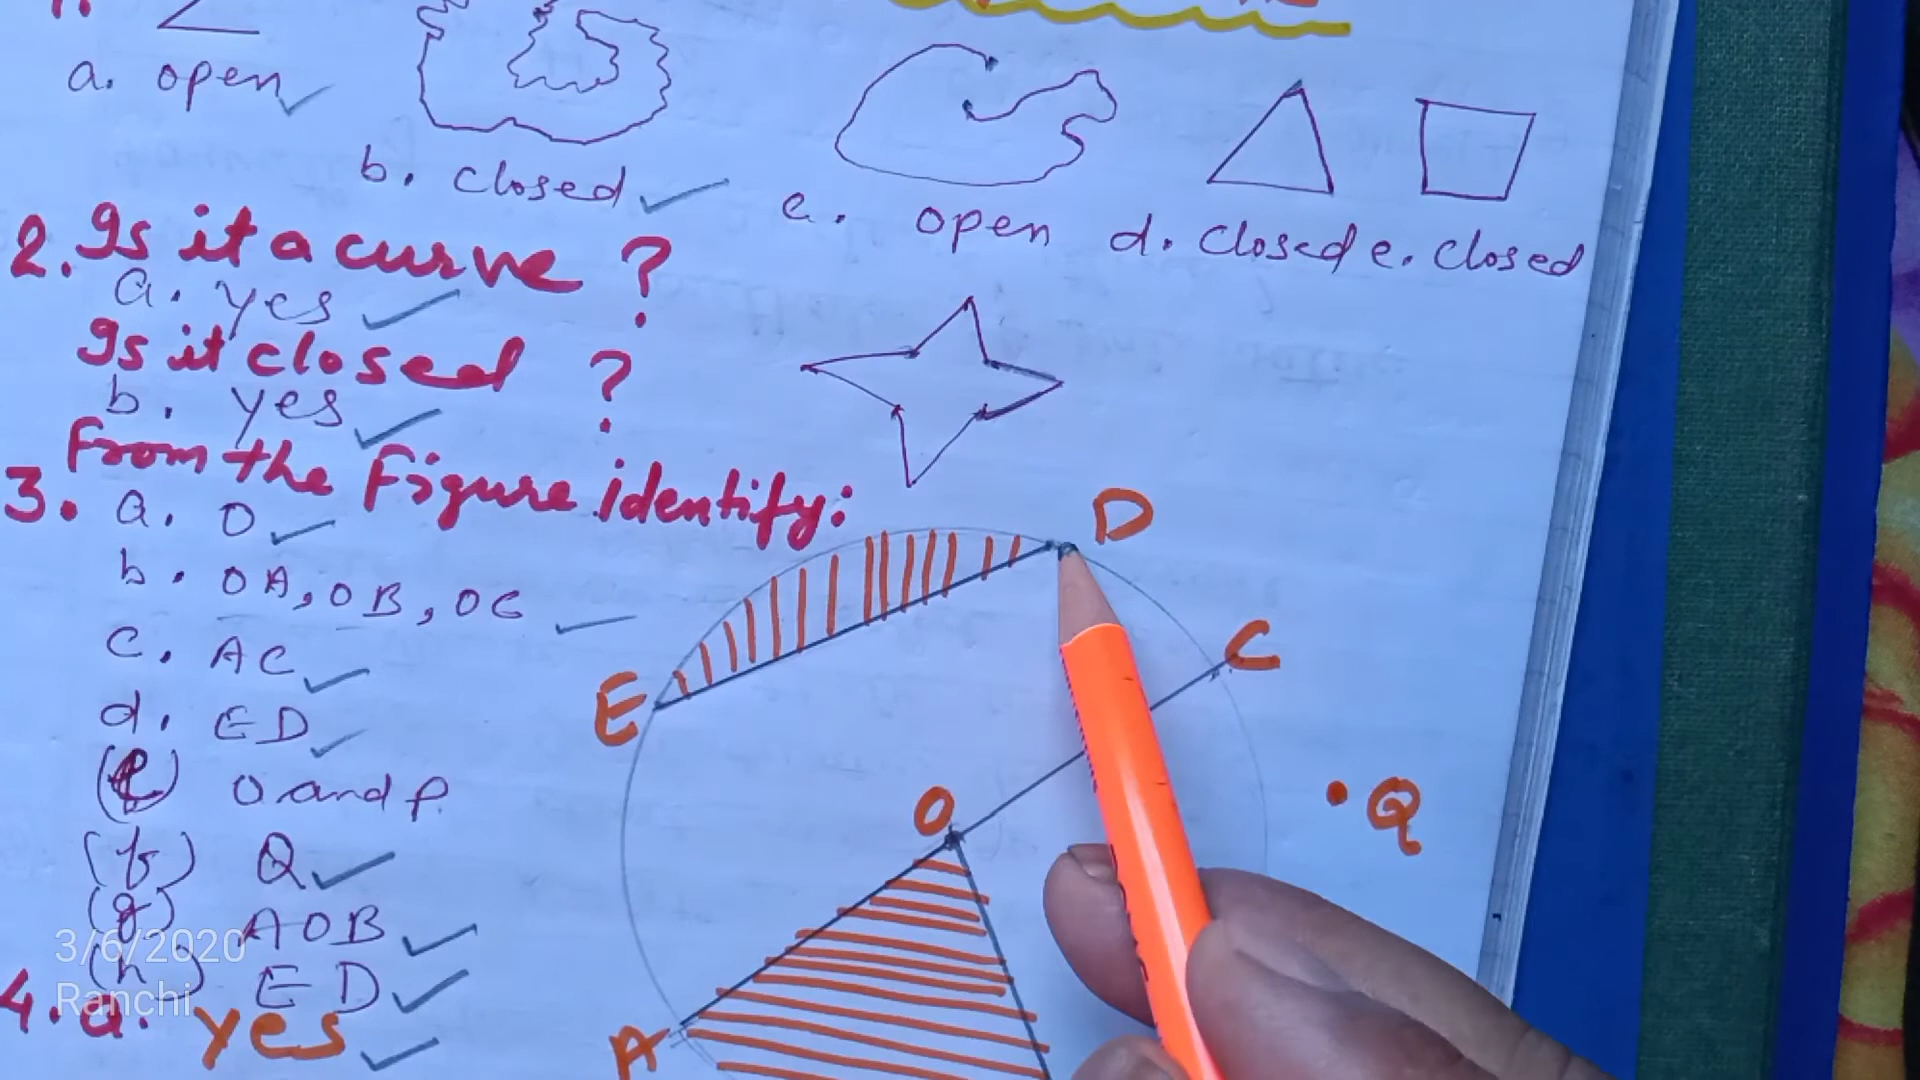 a. open
b. closed
c. open d. closed e. closed
2. Is it a curve ?
a. yes
Is it closed ?
b. yes
3. From the Figure identify:
a. O
b. OA, OB, OC
c. AC
d. ED
(e) O and P
(f) Q
(g) AOB
(h) ED
4. a. yes
D
E
C
O
Q
A
3/6/2020
Ranchi